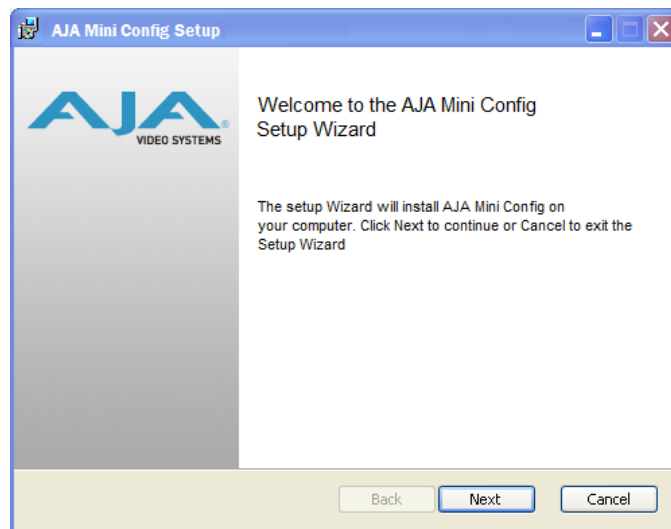 AJA Mini Config Setup
AJA®
VIDEO SYSTEMS
Welcome to the AJA Mini Config
Setup Wizard
The setup Wizard will install AJA Mini Config on
your computer. Click Next to continue or Cancel to exit the
Setup Wizard
Back
Next
Cancel